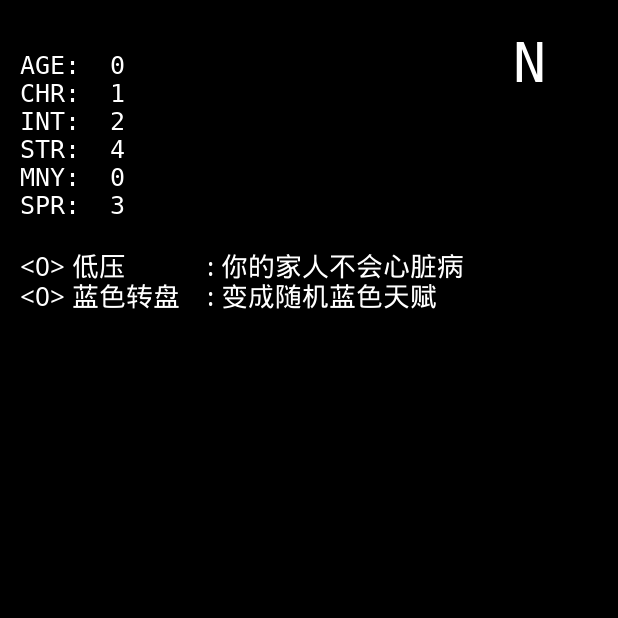 N
AGE: 0
CHR: 1
INT: 2
STR: 4
MNY: 0
SPR: 3
<O> 低压 : 你的家人不会心脏病
<O> 蓝色转盘 : 变成随机蓝色天赋